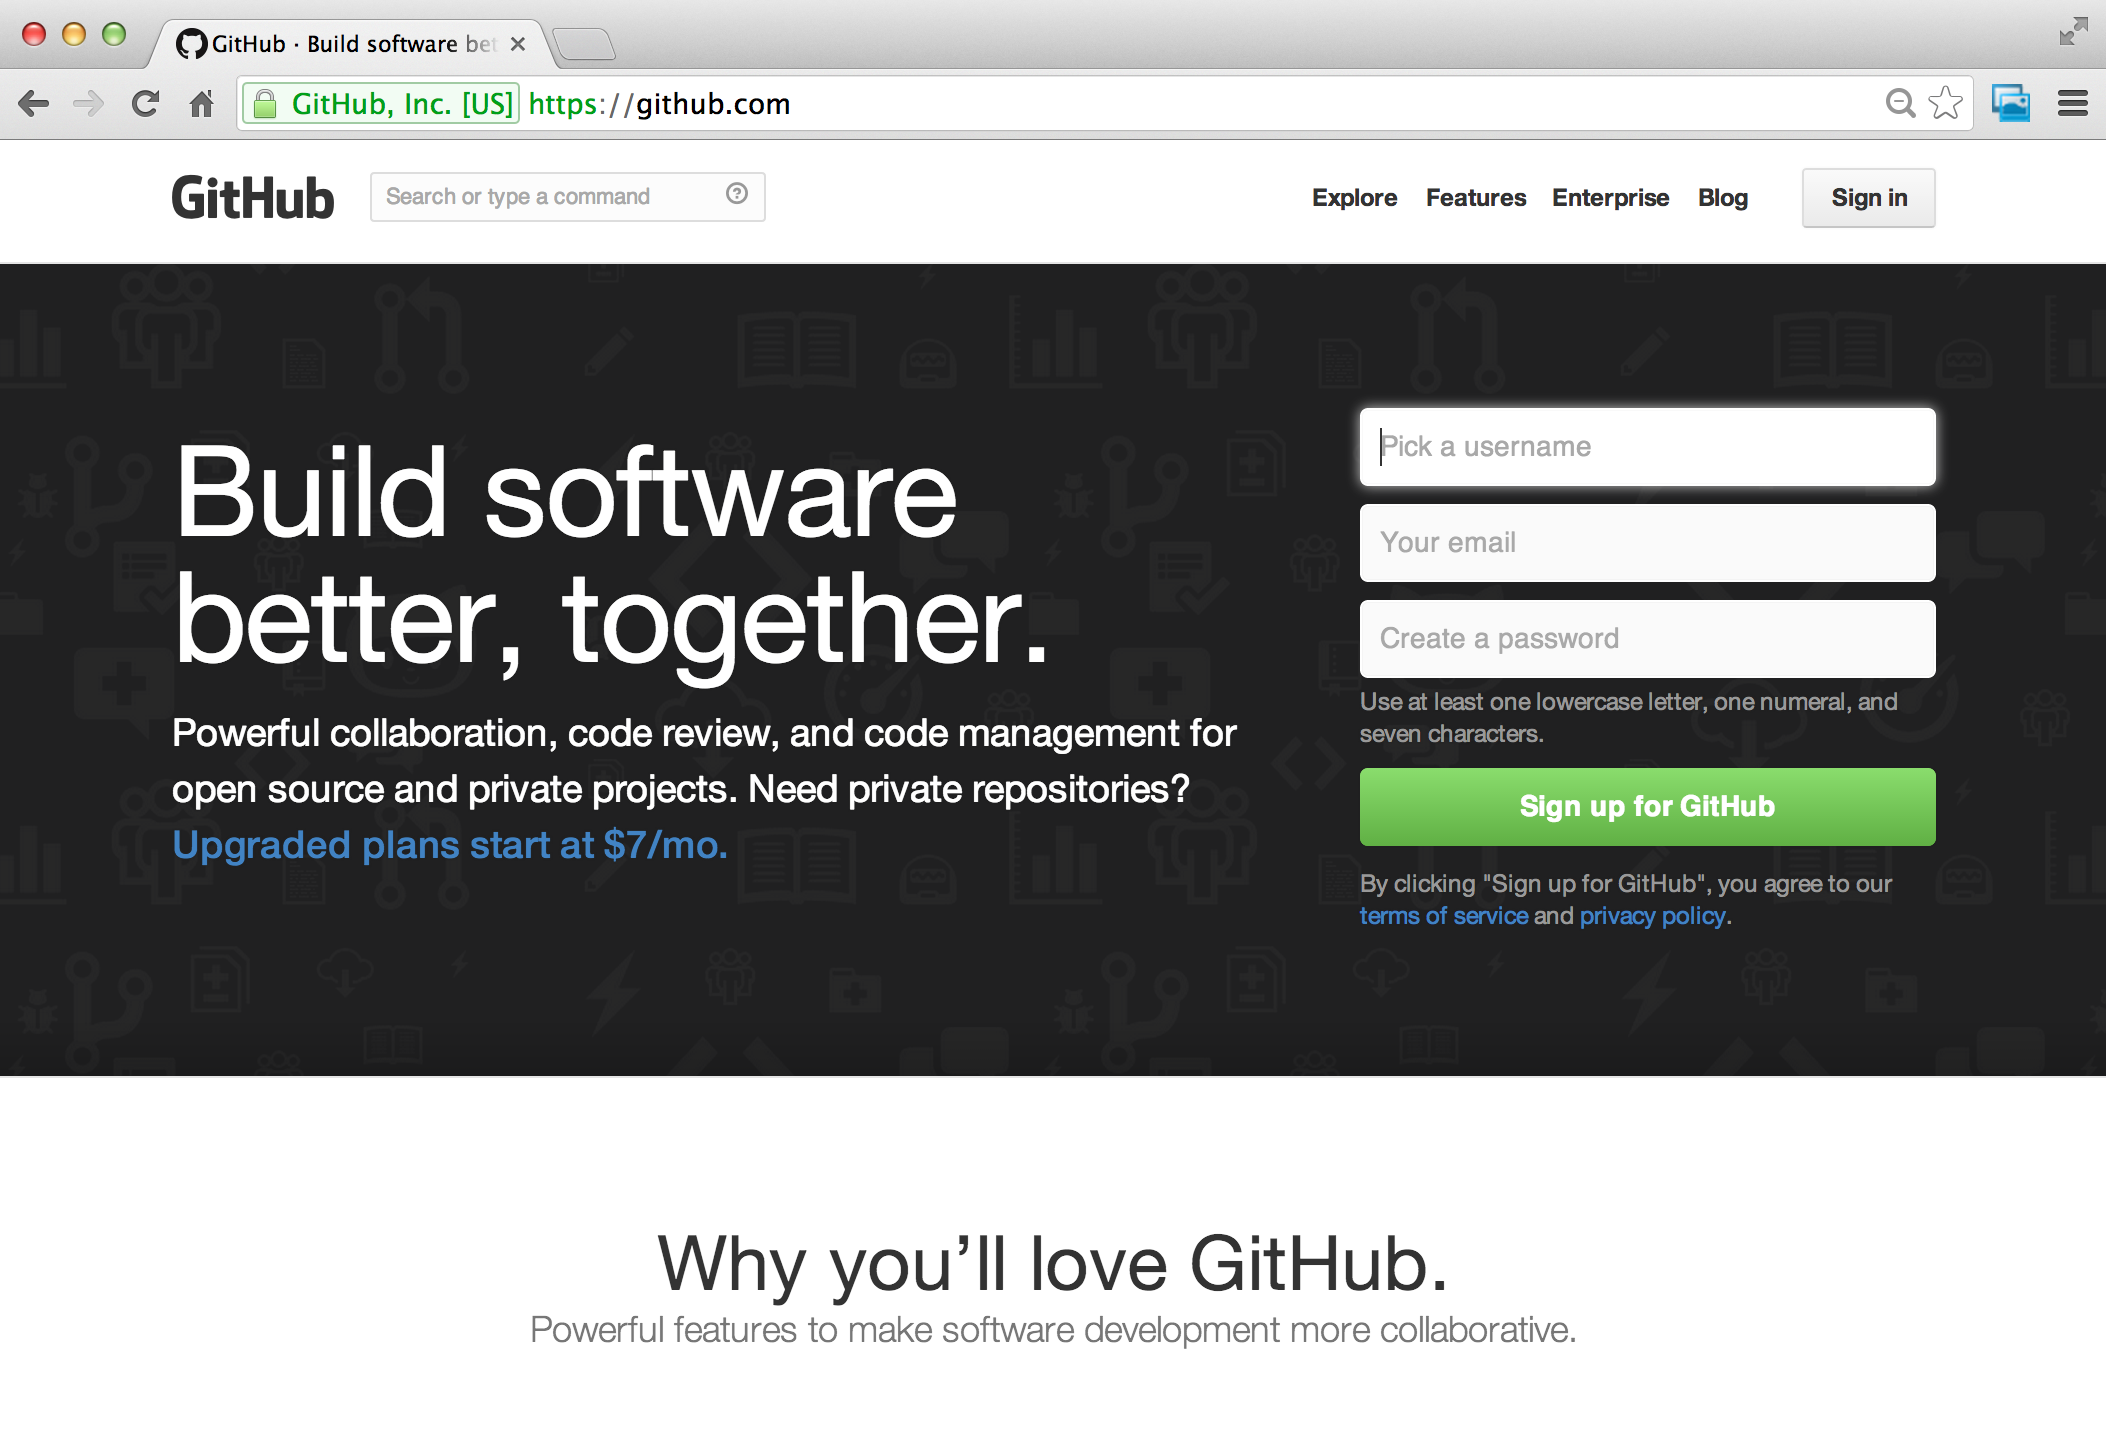 GitHub · Build software bet
GitHub, Inc. [US] https://github.com
GitHub Search or type a command Explore Features Enterprise Blog Sign in
Build software
better, together.
Powerful collaboration, code review, and code management for
open source and private projects. Need private repositories?
Upgraded plans start at $7/mo.
Pick a username
Your email
Create a password
Use at least one lowercase letter, one numeral, and
seven characters.
Sign up for GitHub
By clicking "Sign up for GitHub", you agree to our
terms of service and privacy policy.
Why you’ll love GitHub.
Powerful features to make software development more collaborative.